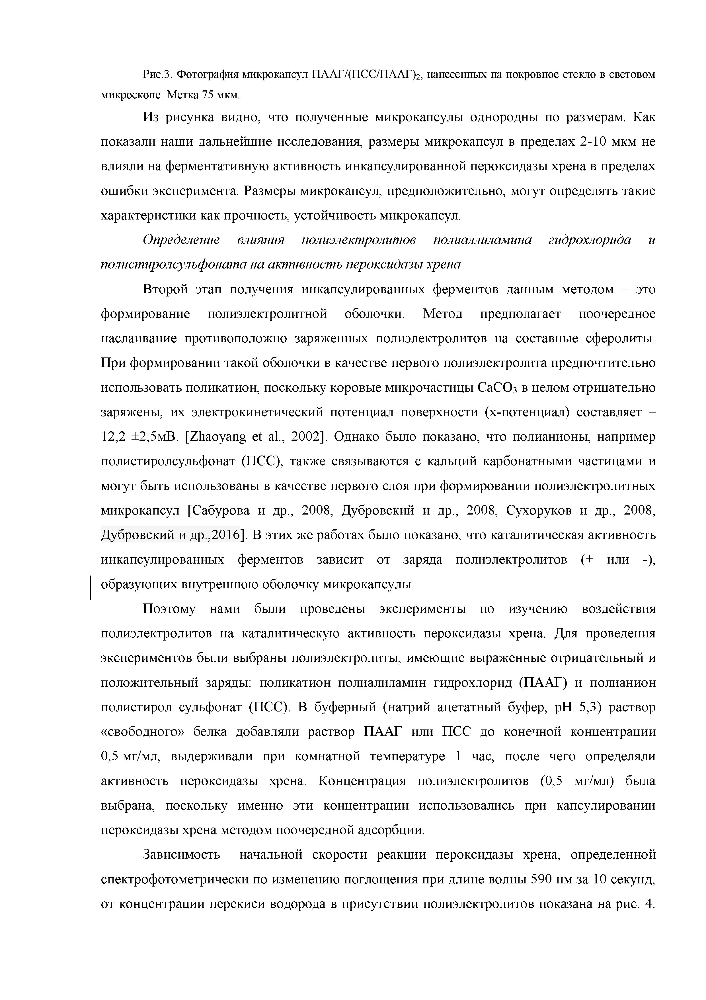 Рис.3. Фотография микрокапсул ПААГ/(ПСС/ПААГ)₂, нанесенных на покровное стекло в световом
микроскопе. Метка 75 мкм.
Из рисунка видно, что полученные микрокапсулы однородны по размерам. Как
показали наши дальнейшие исследования, размеры микрокапсул в пределах 2-10 мкм не
влияли на ферментативную активность инкапсулированной пероксидазы хрена в пределах
ошибки эксперимента. Размеры микрокапсул, предположительно, могут определять такие
характеристики как прочность, устойчивость микрокапсул.
Определение влияния полиэлектролитов полиаллиламина гидрохлорида и
полистиролсульфоната на активность пероксидазы хрена
Второй этап получения инкапсулированных ферментов данным методом – это
формирование полиэлектролитной оболочки. Метод предполагает поочередное
наслаивание противоположно заряженных полиэлектролитов на составные сферолиты.
При формировании такой оболочки в качестве первого полиэлектролита предпочтительно
использовать поликатион, поскольку коровые микрочастицы CaCO₃ в целом отрицательно
заряжены, их электрокинетический потенциал поверхности (x-потенциал) составляет –
12,2 ±2,5мВ. [Zhaoyang et al., 2002]. Однако было показано, что полианионы, например
полистиролсульфонат (ПСС), также связываются с кальций карбонатными частицами и
могут быть использованы в качестве первого слоя при формировании полиэлектролитных
микрокапсул [Сабурова и др., 2008, Дубровский и др., 2008, Сухоруков и др., 2008,
Дубровский и др.,2016]. В этих же работах было показано, что каталитическая активность
инкапсулированных ферментов зависит от заряда полиэлектролитов (+ или -),
образующих внутреннюю-оболочку микрокапсулы.
Поэтому нами были проведены эксперименты по изучению воздействия
полиэлектролитов на каталитическую активность пероксидазы хрена. Для проведения
экспериментов были выбраны полиэлектролиты, имеющие выраженные отрицательный и
положительный заряды: поликатион полиалиламин гидрохлорид (ПААГ) и полианион
полистирол сульфонат (ПСС). В буферный (натрий ацетатный буфер, pH 5,3) раствор
«свободного» белка добавляли раствор ПААГ или ПСС до конечной концентрации
0,5 мг/мл, выдерживали при комнатной температуре 1 час, после чего определяли
активность пероксидазы хрена. Концентрация полиэлектролитов (0,5 мг/мл) была
выбрана, поскольку именно эти концентрации использовались при капсулировании
пероксидазы хрена методом поочередной адсорбции.
Зависимость начальной скорости реакции пероксидазы хрена, определенной
спектрофотометрически по изменению поглощения при длине волны 590 нм за 10 секунд,
от концентрации перекиси водорода в присутствии полиэлектролитов показана на рис. 4.